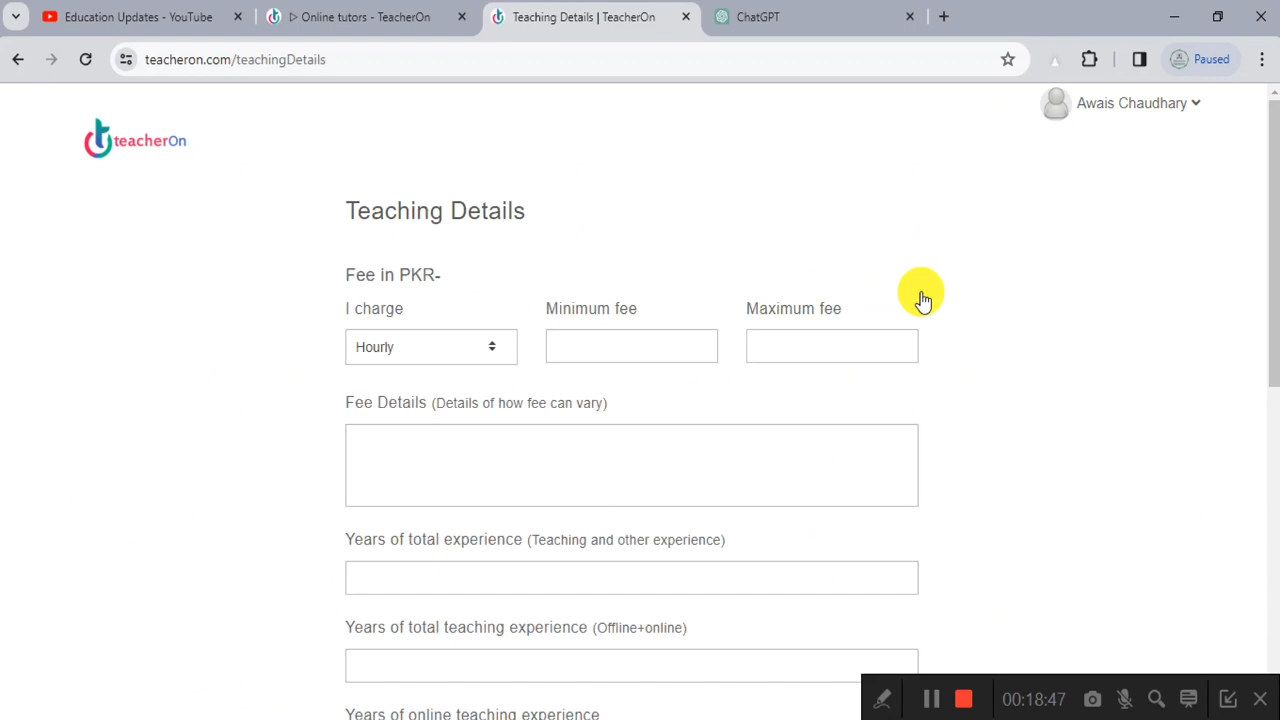 Education Updates - YouTube
▷ Online tutors - TeacherOn
Teaching Details | TeacherOn
ChatGPT
teacheron.com/teachingDetails
Paused
Awais Chaudhary
teacherOn
Teaching Details
Fee in PKR-
I charge
Minimum fee
Maximum fee
Hourly
Fee Details (Details of how fee can vary)
Years of total experience (Teaching and other experience)
Years of total teaching experience (Offline+online)
Years of online teaching experience
00:18:47